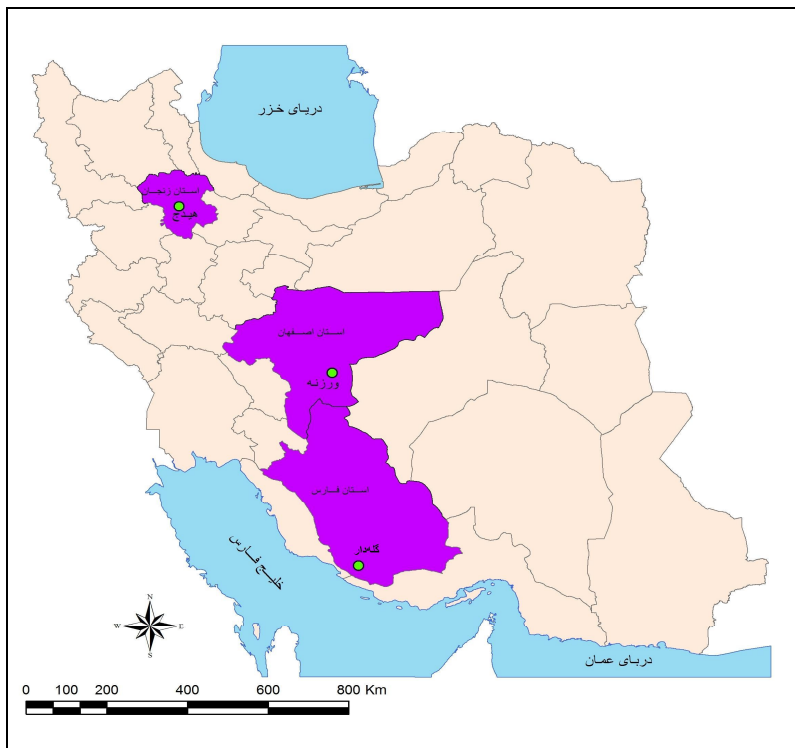 دریای خزر
استان زنجان
هیدج
استان اصفهان
ورزنه
استان فارس
گله‌دار
خلیج فارس
دریای عمان
N
W E
S
0 100 200 400 600 800 Km